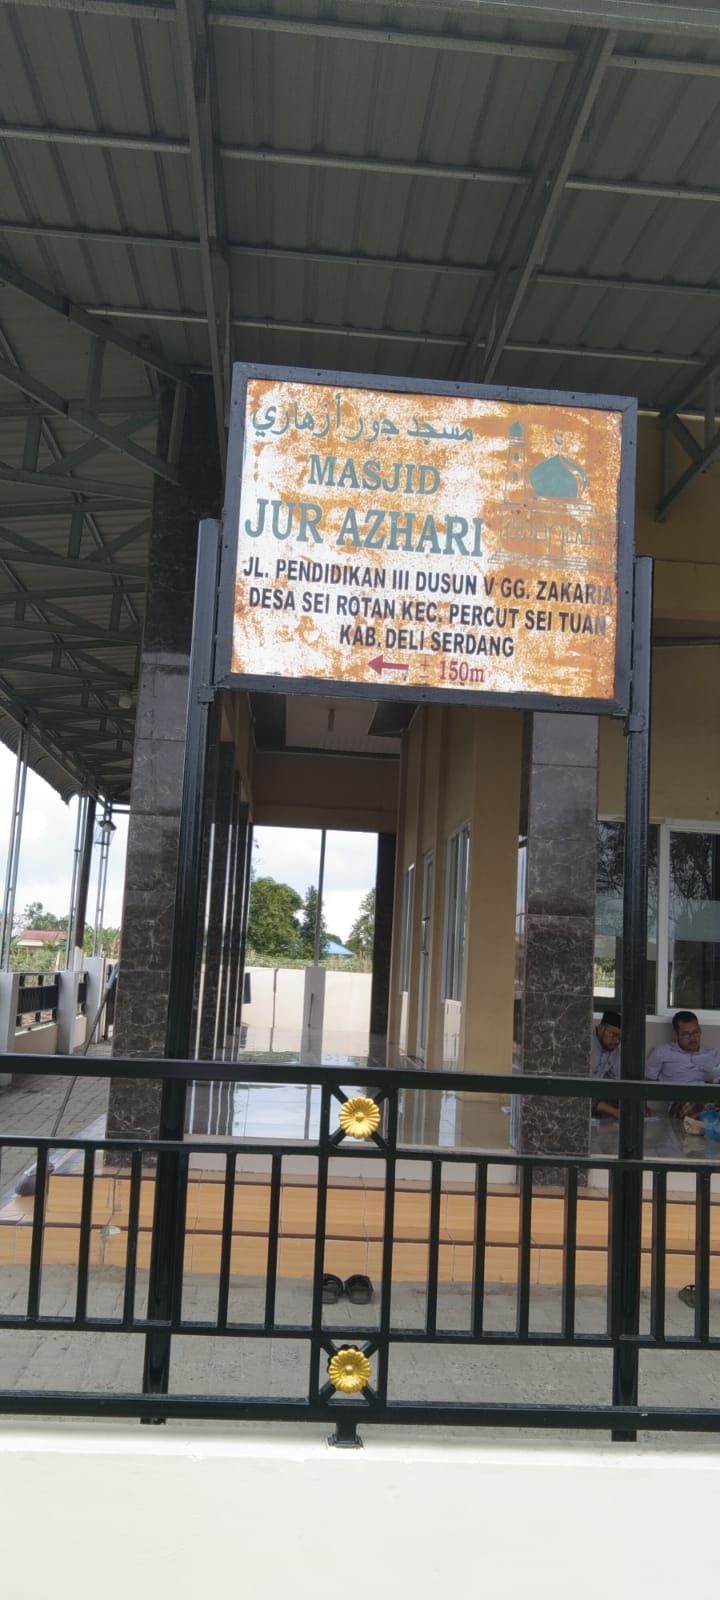 مسجد جور أزهاري
MASJID
JUR AZHARI
JL. PENDIDIKAN III DUSUN V GG. ZAKARIA
DESA SEI ROTAN KEC. PERCUT SEI TUAN
KAB. DELI SERDANG
← ± 150m